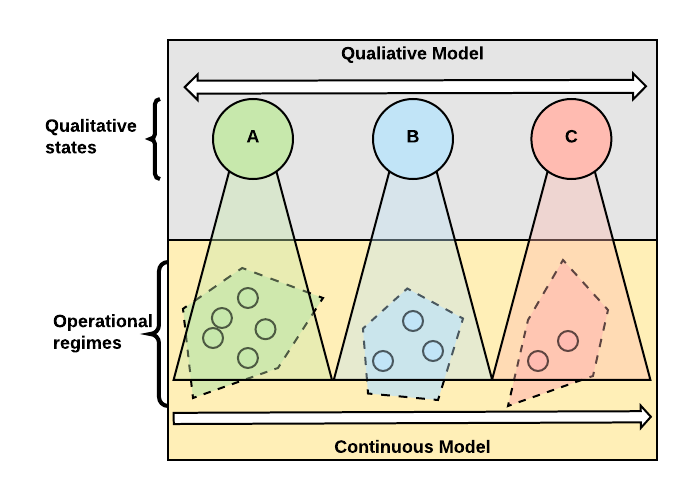 Qualiative Model
Qualitative
states
A
B
C
Operational
regimes
Continuous Model